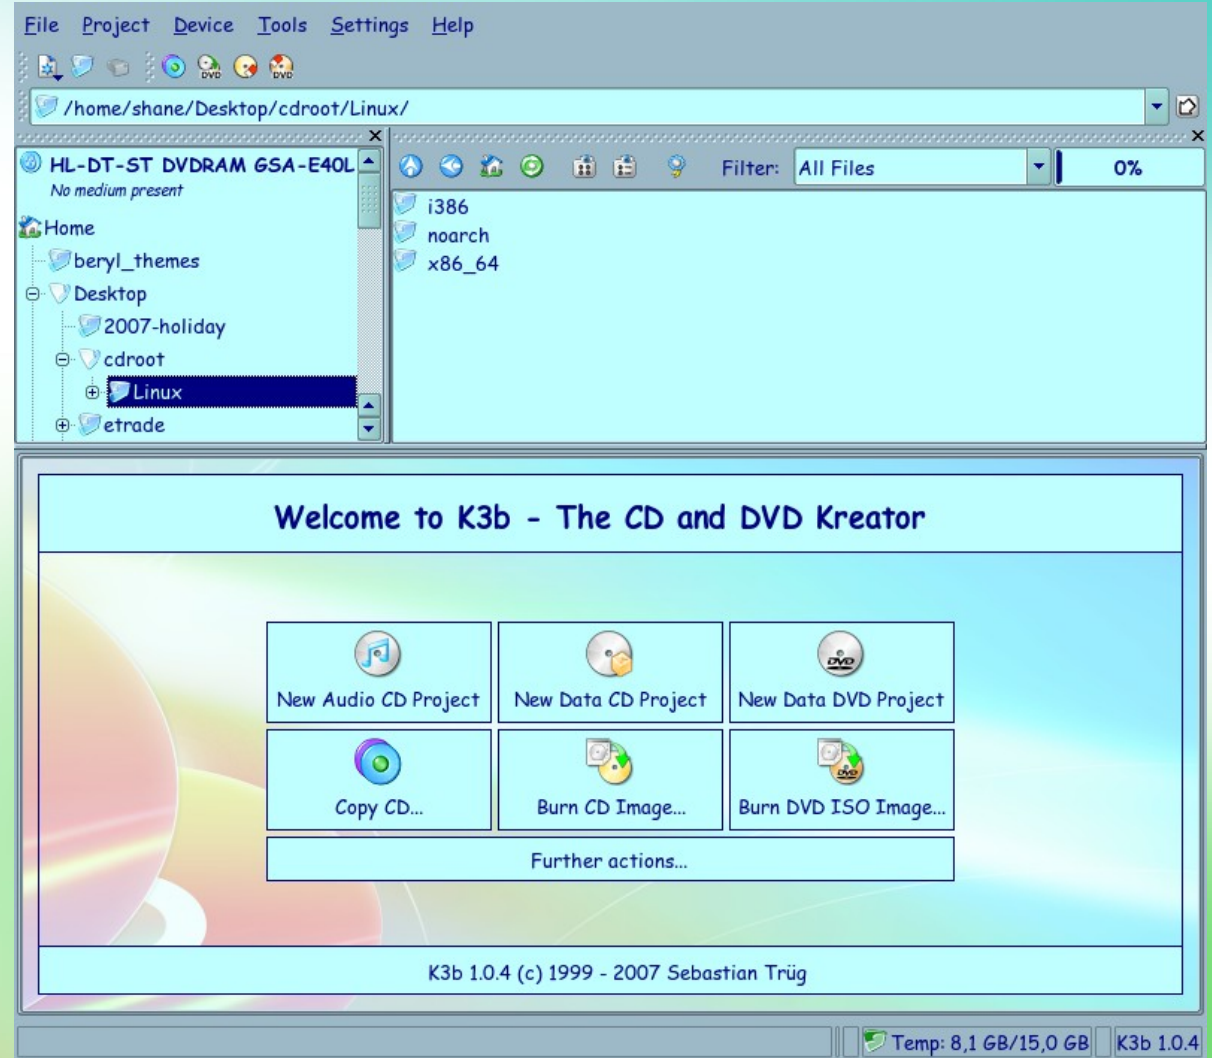 File Project Device Tools Settings Help
/home/shane/Desktop/cdroot/Linux/
HL-DT-ST DVDRAM GSA-E40L
No medium present
Home
beryl_themes
Desktop
2007-holiday
cdroot
Linux
etrade
Filter: All Files 0%
i386
noarch
x86_64
Welcome to K3b - The CD and DVD Kreator
New Audio CD Project New Data CD Project New Data DVD Project
Copy CD... Burn CD Image... Burn DVD ISO Image...
Further actions...
K3b 1.0.4 (c) 1999 - 2007 Sebastian Trüg
Temp: 8,1 GB/15,0 GB K3b 1.0.4